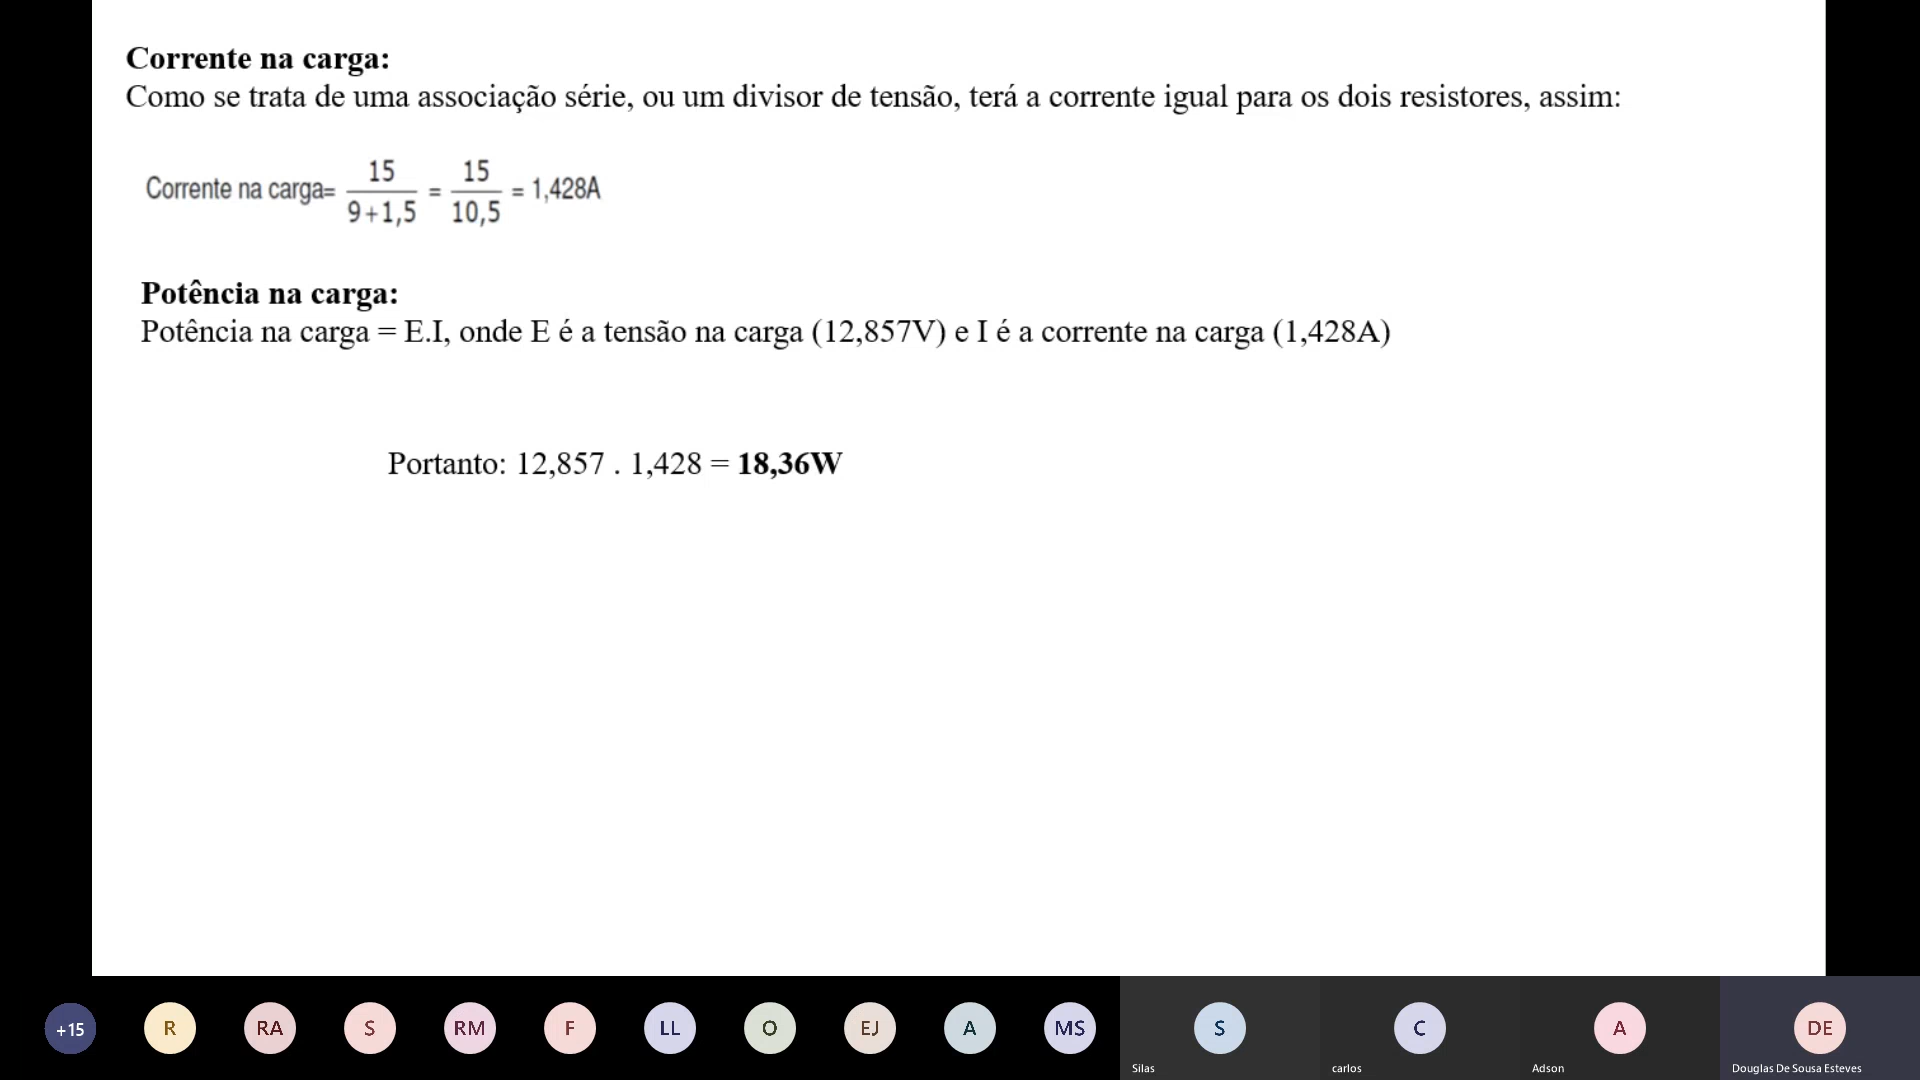 Corrente na carga:
Como se trata de uma associação série, ou um divisor de tensão, terá a corrente igual para os dois resistores, assim:
Corrente na carga= 15/9+1,5 = 15/10,5 = 1,428A
Potência na carga:
Potência na carga = E.I, onde E é a tensão na carga (12,857V) e I é a corrente na carga (1,428A)
Portanto: 12,857 . 1,428 = 18,36W
+15 R RA S RM F LL O EJ A MS S C A DE
Silas carlos Adson Douglas De Sousa Esteves